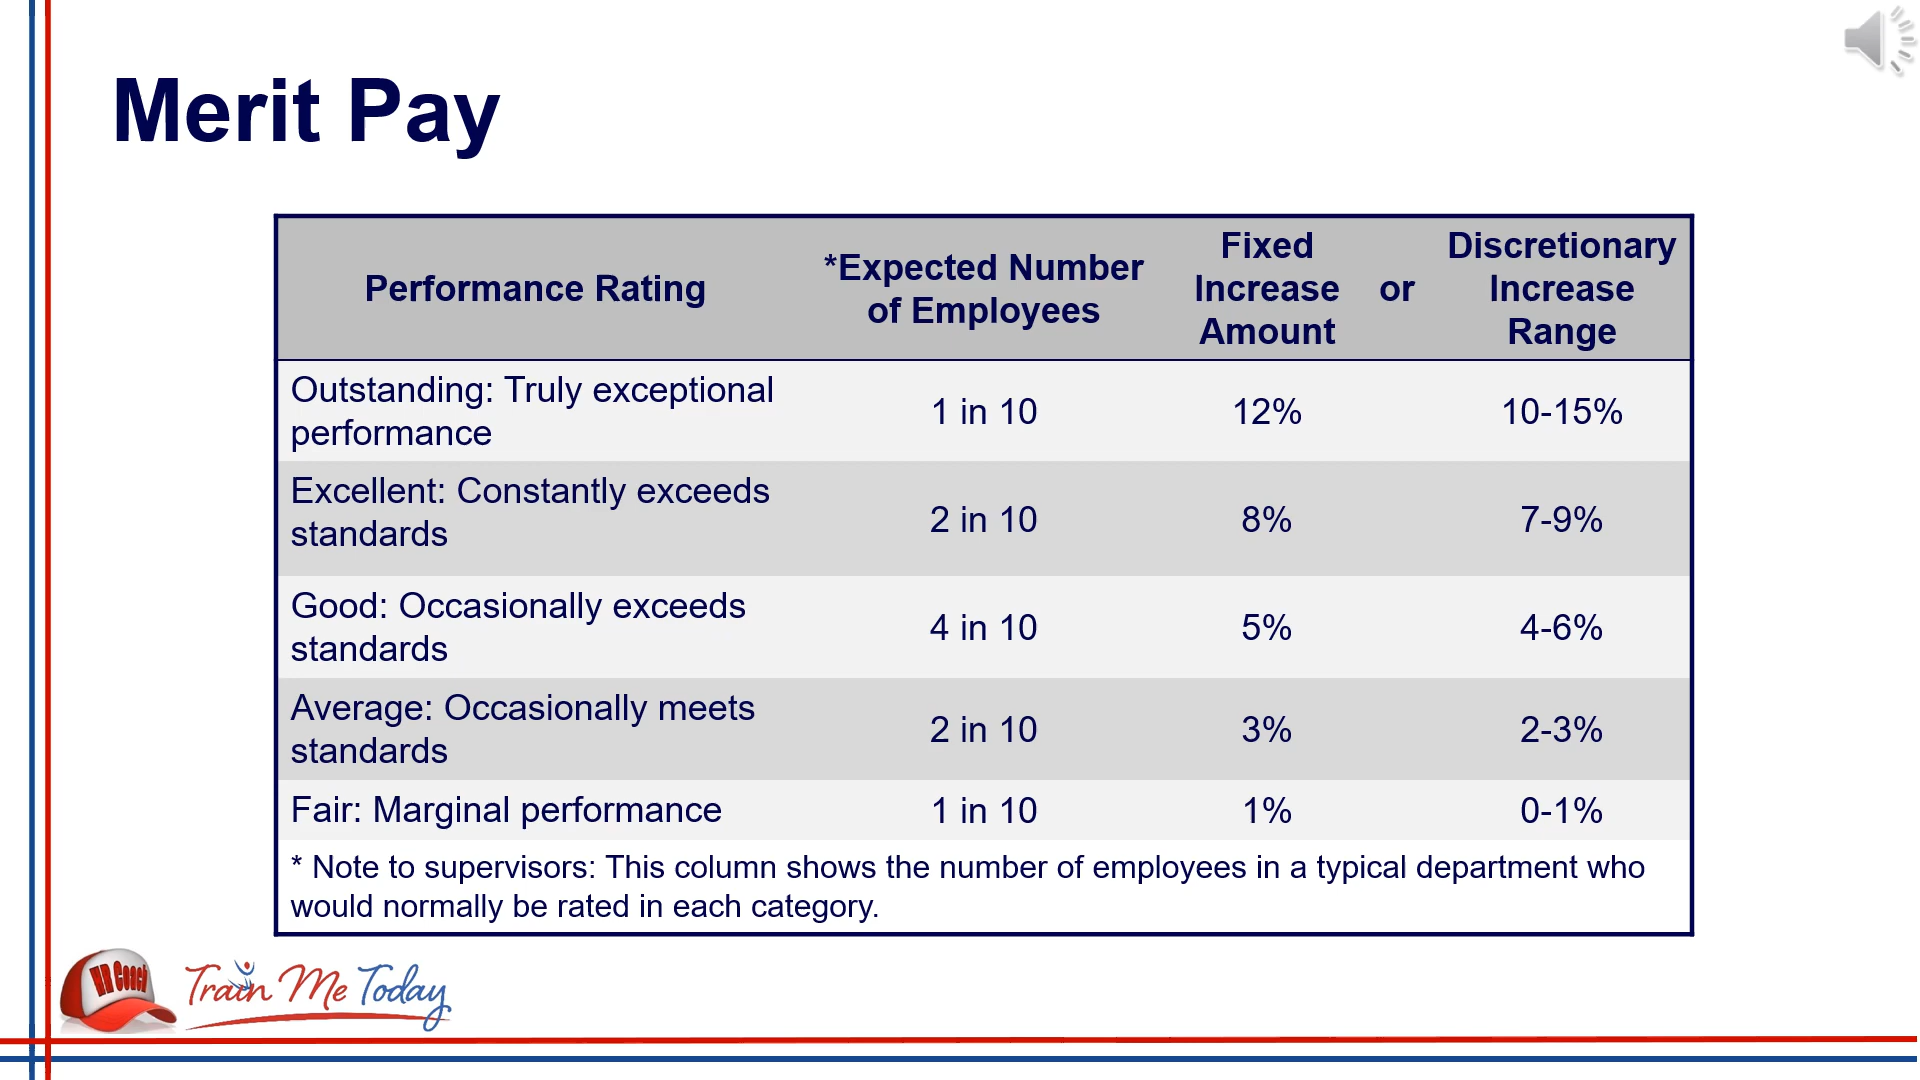 Merit Pay
Performance Rating
*Expected Number
of Employees
Fixed
Increase
Amount
or
Discretionary
Increase
Range
Outstanding: Truly exceptional
performance
1 in 10
12%
10-15%
Excellent: Constantly exceeds
standards
2 in 10
8%
7-9%
Good: Occasionally exceeds
standards
4 in 10
5%
4-6%
Average: Occasionally meets
standards
2 in 10
3%
2-3%
Fair: Marginal performance
1 in 10
1%
0-1%
* Note to supervisors: This column shows the number of employees in a typical department who
would normally be rated in each category.
HR Coach
Train Me Today